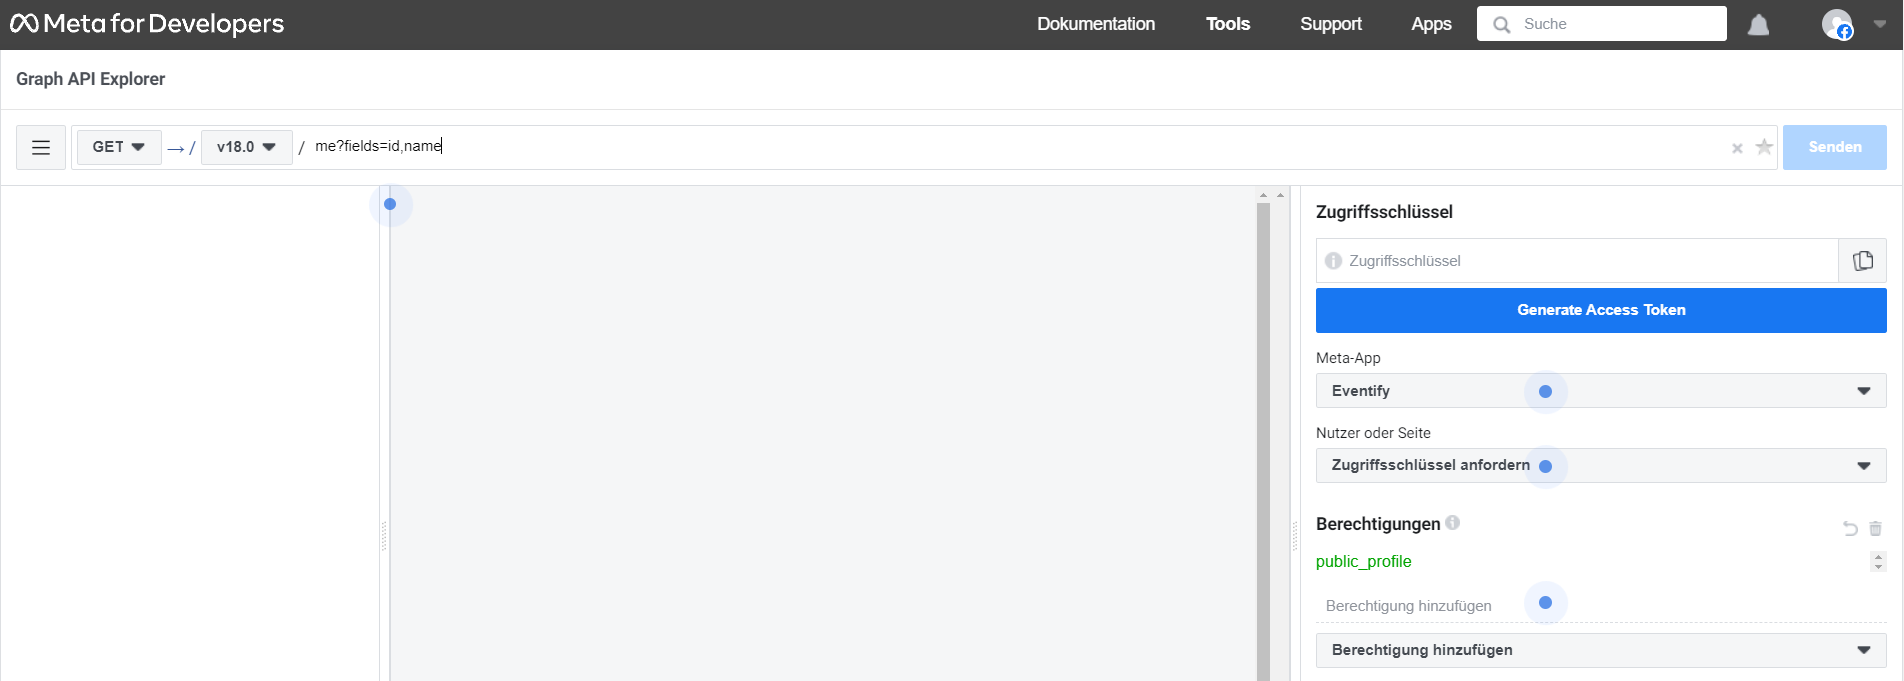 Meta for Developers
Dokumentation
Tools
Support
Apps
Suche
Graph API Explorer
GET
→ /
v18.0
/ me?fields=id,name
Senden
Zugriffsschlüssel
Zugriffsschlüssel
Generate Access Token
Meta-App
Eventify
Nutzer oder Seite
Zugriffsschlüssel anfordern
Berechtigungen
public_profile
Berechtigung hinzufügen
Berechtigung hinzufügen